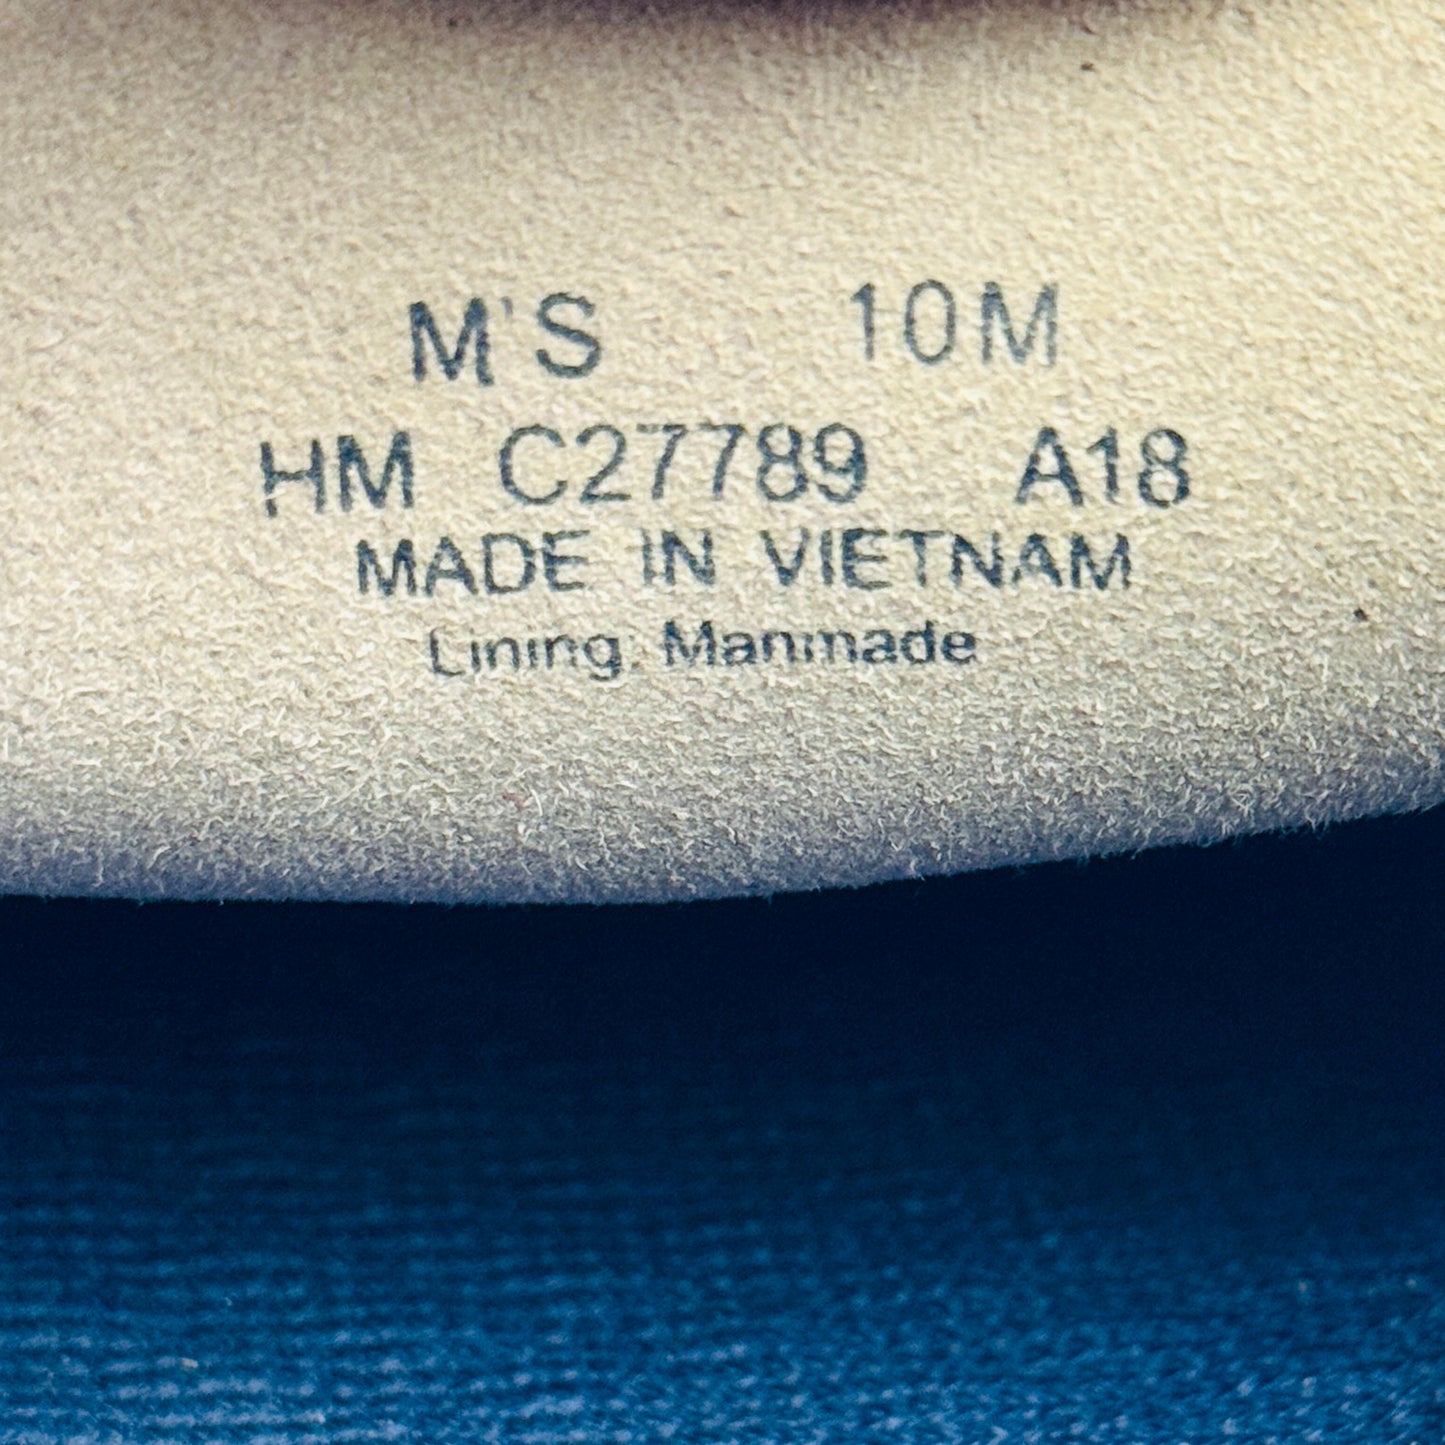 M'S 10M
HM C27789 A18
MADE IN VIETNAM
Lining: Manmade